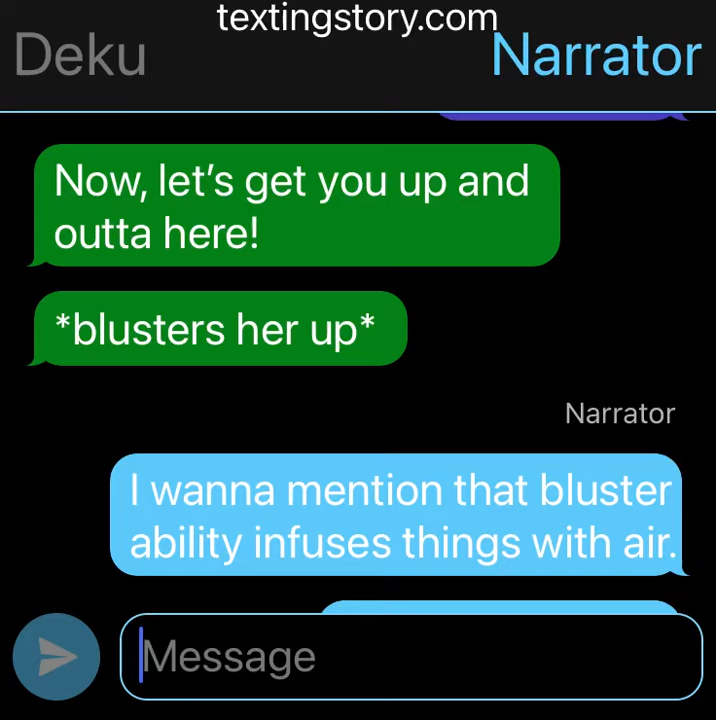 textingstory.com
Deku
Narrator
Now, let’s get you up and
outta here!
*blusters her up*
Narrator
I wanna mention that bluster
ability infuses things with air.
Message